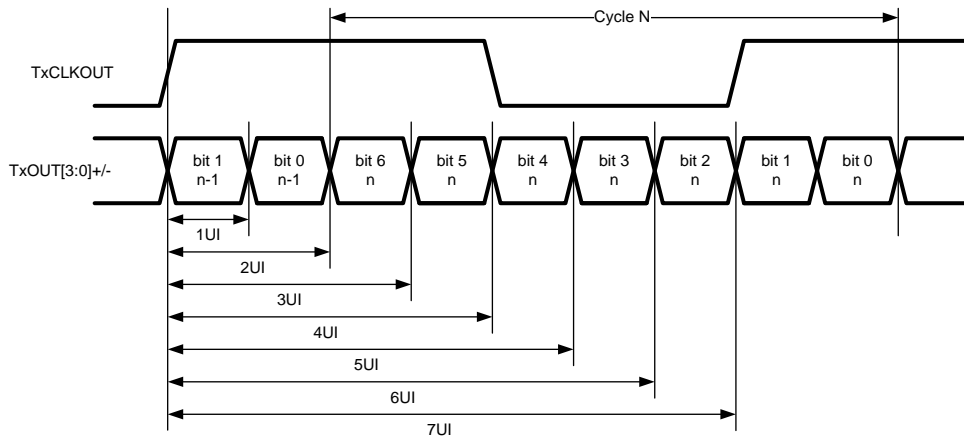 Cycle N
TxCLKOUT
TxOUT[3:0]+/-
bit 1
n-1
bit 0
n-1
bit 6
n
bit 5
n
bit 4
n
bit 3
n
bit 2
n
bit 1
n
bit 0
n
1UI
2UI
3UI
4UI
5UI
6UI
7UI